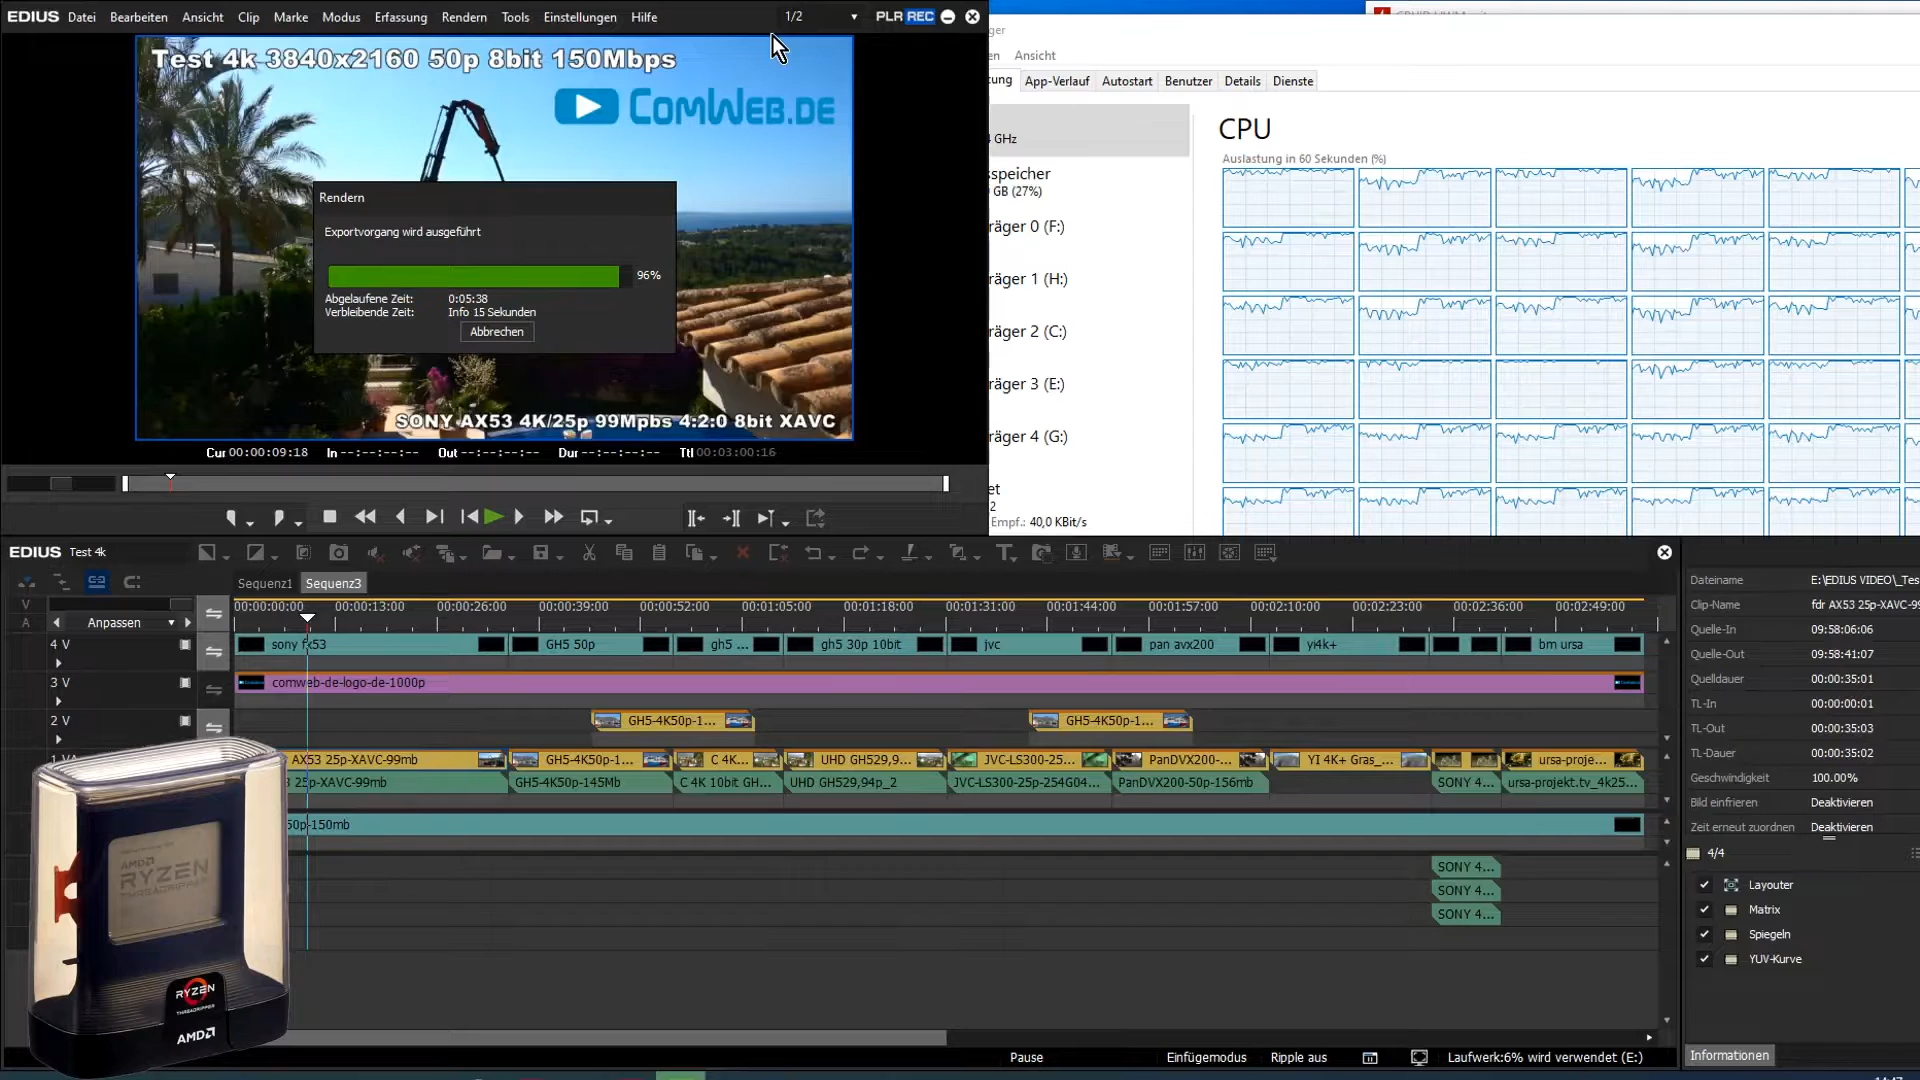 EDIUS Datei Bearbeiten Ansicht Clip Marke Modus Erfassung Rendern Tools Einstellungen Hilfe 1/2 PLR REC
Test 4k 3840x2160 50p 8bit 150Mbps
ComWeb.de
Rendern
Exportvorgang wird ausgeführt
96%
Abgelaufene Zeit: 0:05:38
Verbleibende Zeit: Info 15 Sekunden
Abbrechen
SONY AX53 4K/25p 99Mpbs 4:2:0 8bit XAVC
Cur 00:00:09:18 In --:--:--:-- Out --:--:--:-- Dur --:--:--:-- Ttl 00:03:00:16
ger
en Ansicht
ung App-Verlauf Autostart Benutzer Details Dienste
4 GHz
sspeicher
GB (27%)
räger 0 (F:)
räger 1 (H:)
räger 2 (C:)
räger 3 (E:)
räger 4 (G:)
et
2
Empf.: 40,0 KBit/s
CPU
Auslastung in 60 Sekunden (%)
EDIUS Test 4k
Sequenz1 Sequenz3
V
A
Anpassen
00:00:00:00 00:00:13:00 00:00:26:00 00:00:39:00 00:00:52:00 00:01:05:00 00:01:18:00 00:01:31:00 00:01:44:00 00:01:57:00 00:02:10:00 00:02:23:00 00:02:36:00 00:02:49:00
4 V sony fx53 GH5 50p gh5 ... gh5 30p 10bit jvc pan avx200 yi4k+ bm ursa
3 V comweb-de-logo-de-1000p
2 V GH5-4K50p-1... GH5-4K50p-1...
AX53 25p-XAVC-99mb GH5-4K50p-1... C 4K... UHD GH529,9... JVC-LS300-25... PanDVX200-... YI 4K+ Gras_... ursa-proje...
25p-XAVC-99mb GH5-4K50p-145Mb C 4K 10bit GH... UHD GH529,94p_2 JVC-LS300-25p-254G04... PanDVX200-50p-156mb SONY 4... ursa-projekt.tv_4k25...
50p-150mb
SONY 4...
SONY 4...
SONY 4...
AMD
RYZEN
THREADRIPPER
RYZEN
THREADRIPPER
AMD
Pause Einfügemodus Ripple aus Laufwerk:6% wird verwendet (E:)
Dateiname E:\EDIUS VIDEO\_Tes
Clip-Name fdr AX53 25p-XAVC-99
Quelle-In 09:58:06:06
Quelle-Out 09:58:41:07
Quelldauer 00:00:35:01
TL-In 00:00:00:01
TL-Out 00:00:35:03
TL-Dauer 00:00:35:02
Geschwindigkeit 100.00%
Bild einfrieren Deaktivieren
Zeit erneut zuordnen Deaktivieren
4/4
Layouter
Matrix
Spiegeln
YUV-Kurve
Informationen